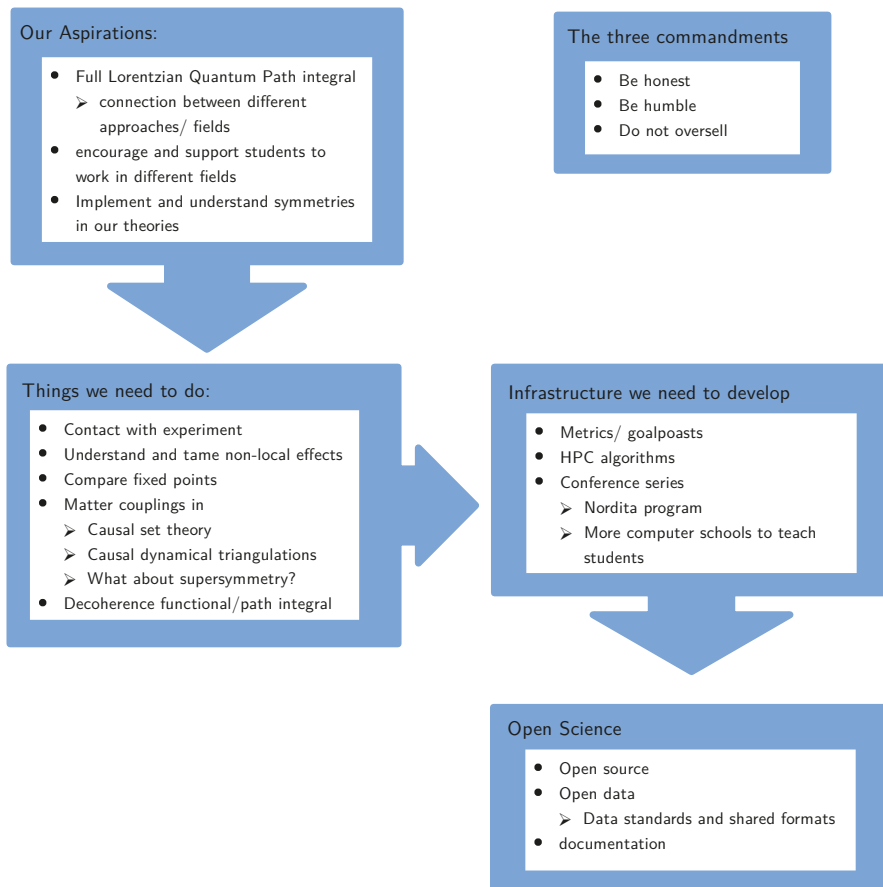 Our Aspirations:
● Full Lorentzian Quantum Path integral
➢ connection between different
approaches/ fields
● encourage and support students to
work in different fields
● Implement and understand symmetries
in our theories
The three commandments
● Be honest
● Be humble
● Do not oversell
Things we need to do:
● Contact with experiment
● Understand and tame non-local effects
● Compare fixed points
● Matter couplings in
➢ Causal set theory
➢ Causal dynamical triangulations
➢ What about supersymmetry?
● Decoherence functional/path integral
Infrastructure we need to develop
● Metrics/ goalpoasts
● HPC algorithms
● Conference series
➢ Nordita program
➢ More computer schools to teach
students
Open Science
● Open source
● Open data
➢ Data standards and shared formats
● documentation